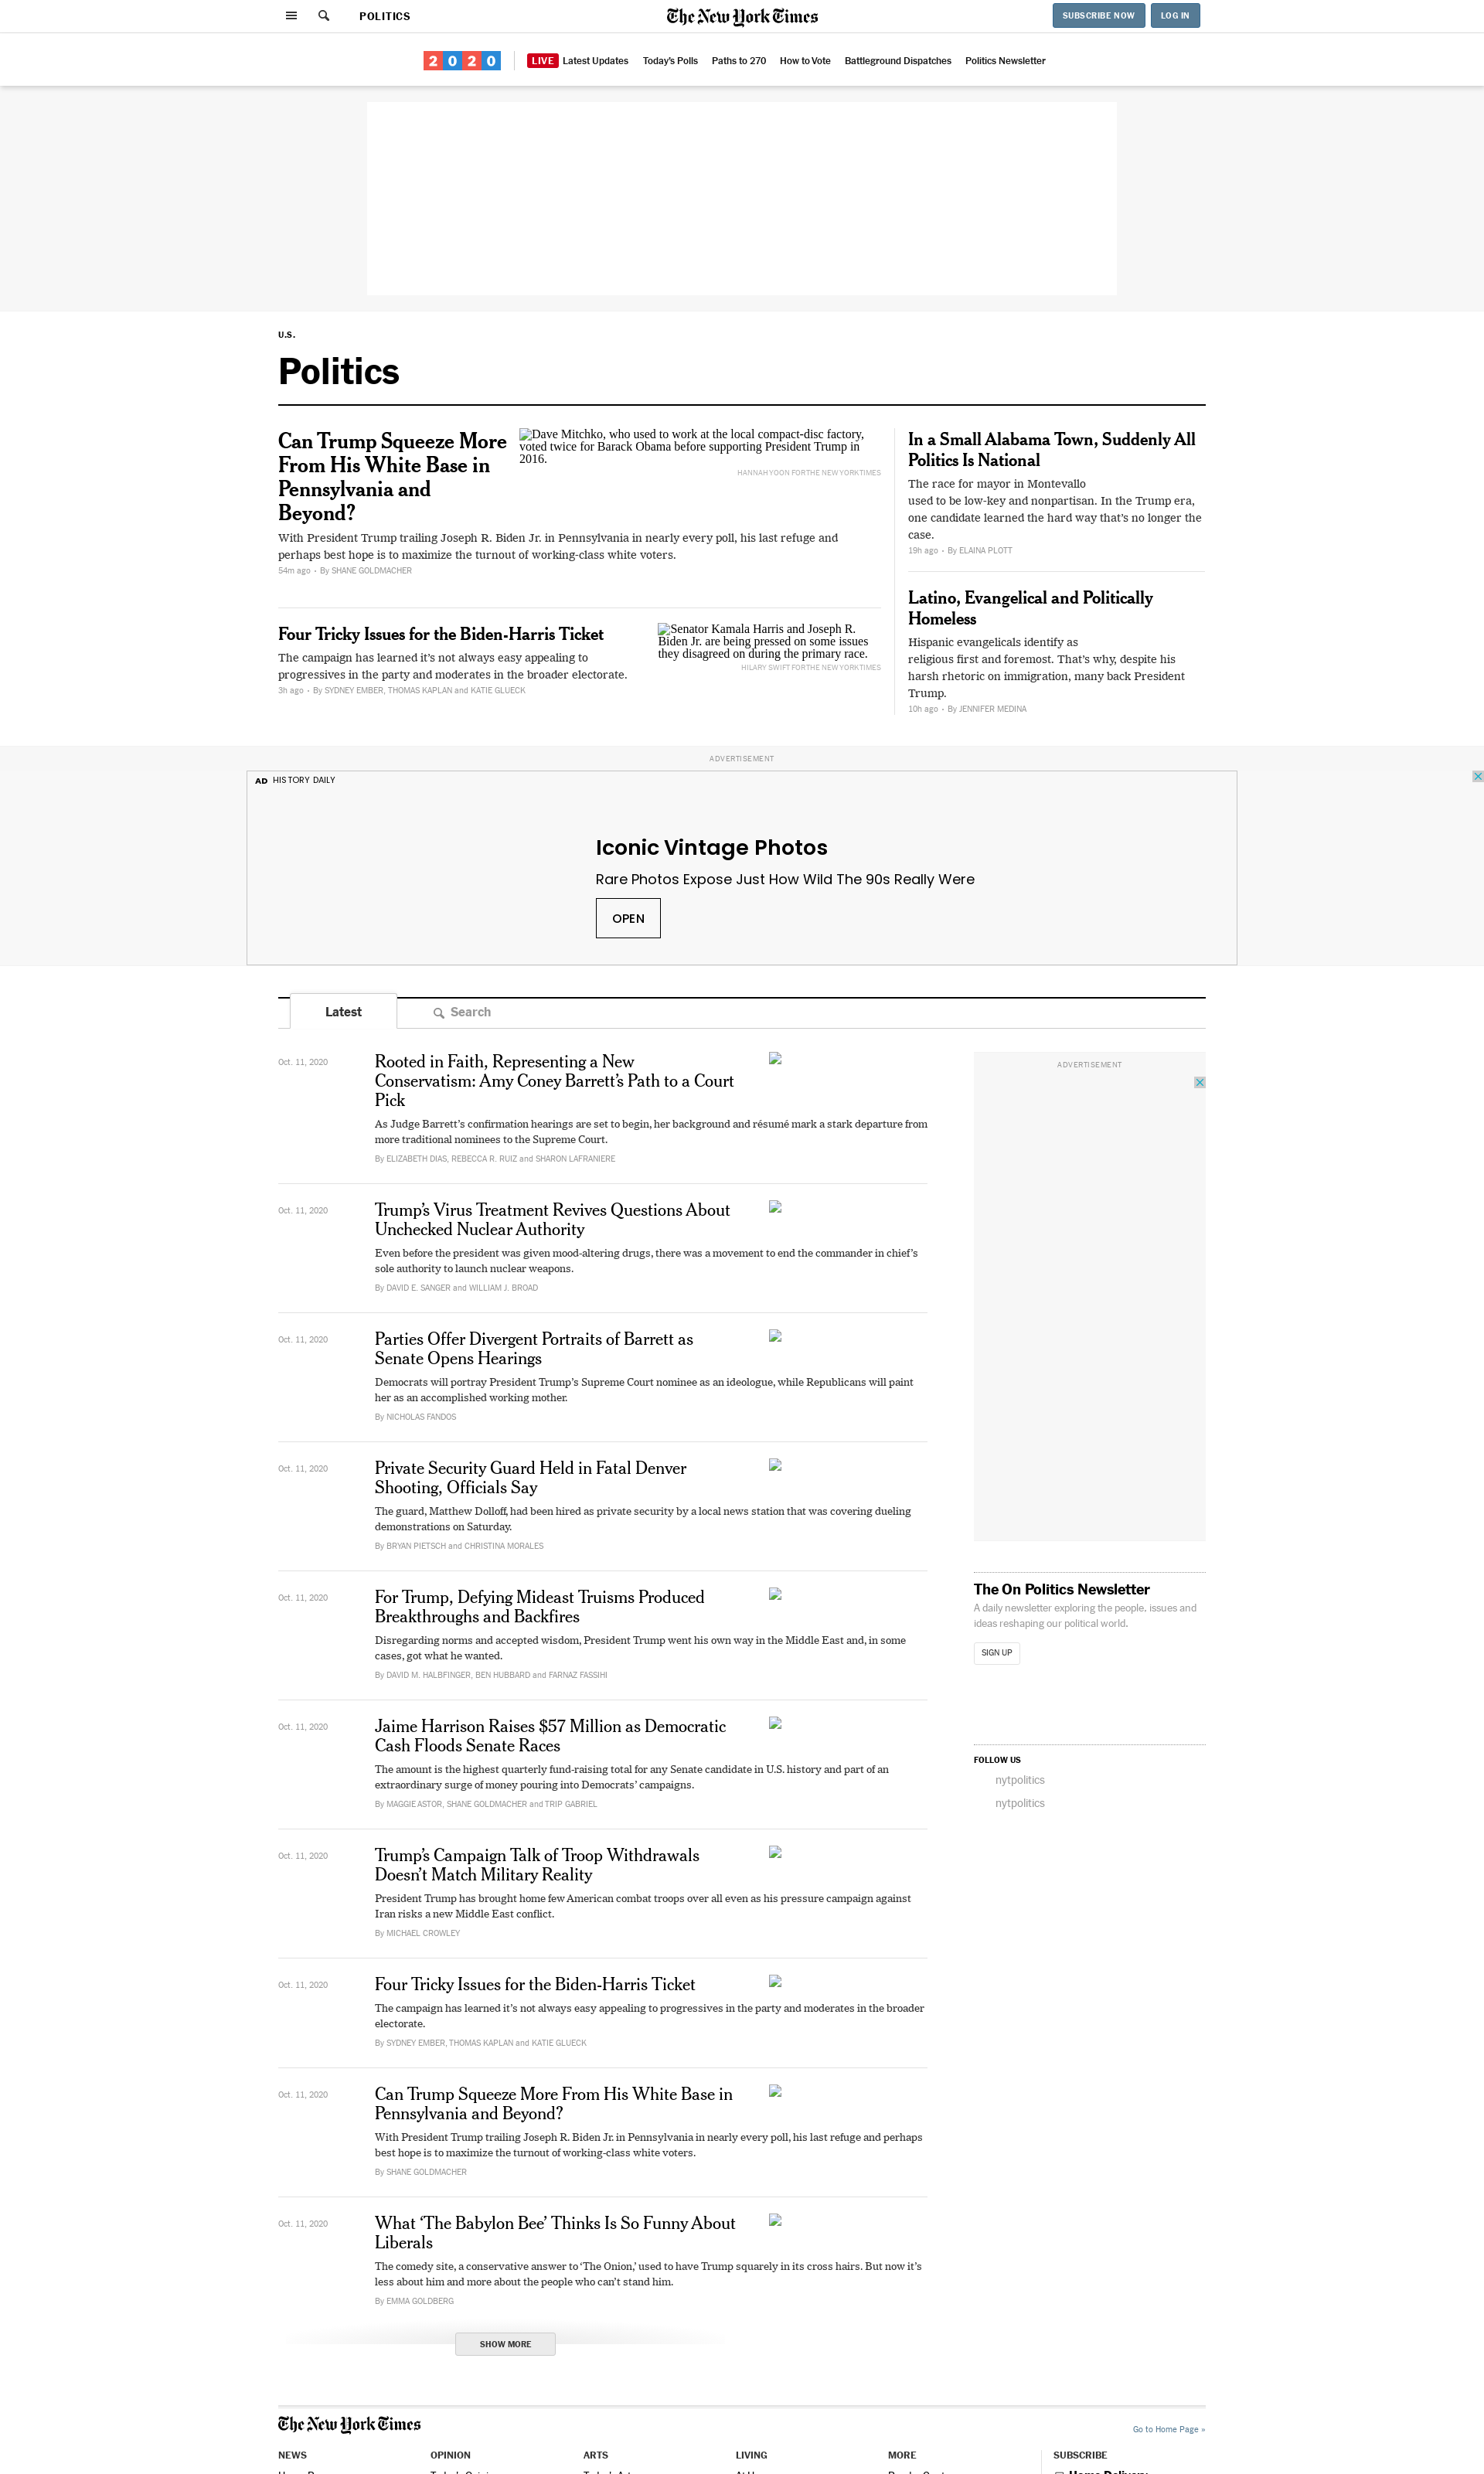 POLITICS
The New York Times
SUBSCRIBE NOW
LOG IN
2020
LIVE Latest Updates
Today's Polls
Paths to 270
How to Vote
Battleground Dispatches
Politics Newsletter
U.S.
Politics
Can Trump Squeeze More
From His White Base in
Pennsylvania and
Beyond?
Dave Mitchko, who used to work at the local compact-disc factory,
voted twice for Barack Obama before supporting President Trump in
2016.
HANNAH YOON FOR THE NEW YORK TIMES
With President Trump trailing Joseph R. Biden Jr. in Pennsylvania in nearly every poll, his last refuge and
perhaps best hope is to maximize the turnout of working-class white voters.
54m ago • By SHANE GOLDMACHER
Four Tricky Issues for the Biden-Harris Ticket
The campaign has learned it’s not always easy appealing to
progressives in the party and moderates in the broader electorate.
3h ago • By SYDNEY EMBER, THOMAS KAPLAN and KATIE GLUECK
Senator Kamala Harris and Joseph R.
Biden Jr. are being pressed on some issues
they disagreed on during the primary race.
HILARY SWIFT FOR THE NEW YORK TIMES
In a Small Alabama Town, Suddenly All
Politics Is National
The race for mayor in Montevallo
used to be low-key and nonpartisan. In the Trump era,
one candidate learned the hard way that’s no longer the
case.
19h ago • By ELAINA PLOTT
Latino, Evangelical and Politically
Homeless
Hispanic evangelicals identify as
religious first and foremost. That’s why, despite his
harsh rhetoric on immigration, many back President
Trump.
10h ago • By JENNIFER MEDINA
ADVERTISEMENT
AD HISTORY DAILY
Iconic Vintage Photos
Rare Photos Expose Just How Wild The 90s Really Were
OPEN
Latest
Search
Oct. 11, 2020
Rooted in Faith, Representing a New
Conservatism: Amy Coney Barrett’s Path to a Court
Pick
As Judge Barrett’s confirmation hearings are set to begin, her background and résumé mark a stark departure from
more traditional nominees to the Supreme Court.
By ELIZABETH DIAS, REBECCA R. RUIZ and SHARON LAFRANIERE
Oct. 11, 2020
Trump’s Virus Treatment Revives Questions About
Unchecked Nuclear Authority
Even before the president was given mood-altering drugs, there was a movement to end the commander in chief’s
sole authority to launch nuclear weapons.
By DAVID E. SANGER and WILLIAM J. BROAD
Oct. 11, 2020
Parties Offer Divergent Portraits of Barrett as
Senate Opens Hearings
Democrats will portray President Trump’s Supreme Court nominee as an ideologue, while Republicans will paint
her as an accomplished working mother.
By NICHOLAS FANDOS
Oct. 11, 2020
Private Security Guard Held in Fatal Denver
Shooting, Officials Say
The guard, Matthew Dolloff, had been hired as private security by a local news station that was covering dueling
demonstrations on Saturday.
By BRYAN PIETSCH and CHRISTINA MORALES
Oct. 11, 2020
For Trump, Defying Mideast Truisms Produced
Breakthroughs and Backfires
Disregarding norms and accepted wisdom, President Trump went his own way in the Middle East and, in some
cases, got what he wanted.
By DAVID M. HALBFINGER, BEN HUBBARD and FARNAZ FASSIHI
Oct. 11, 2020
Jaime Harrison Raises $57 Million as Democratic
Cash Floods Senate Races
The amount is the highest quarterly fund-raising total for any Senate candidate in U.S. history and part of an
extraordinary surge of money pouring into Democrats’ campaigns.
By MAGGIE ASTOR, SHANE GOLDMACHER and TRIP GABRIEL
Oct. 11, 2020
Trump’s Campaign Talk of Troop Withdrawals
Doesn’t Match Military Reality
President Trump has brought home few American combat troops over all even as his pressure campaign against
Iran risks a new Middle East conflict.
By MICHAEL CROWLEY
Oct. 11, 2020
Four Tricky Issues for the Biden-Harris Ticket
The campaign has learned it’s not always easy appealing to progressives in the party and moderates in the broader
electorate.
By SYDNEY EMBER, THOMAS KAPLAN and KATIE GLUECK
Oct. 11, 2020
Can Trump Squeeze More From His White Base in
Pennsylvania and Beyond?
With President Trump trailing Joseph R. Biden Jr. in Pennsylvania in nearly every poll, his last refuge and perhaps
best hope is to maximize the turnout of working-class white voters.
By SHANE GOLDMACHER
Oct. 11, 2020
What ‘The Babylon Bee’ Thinks Is So Funny About
Liberals
The comedy site, a conservative answer to ‘The Onion,’ used to have Trump squarely in its cross hairs. But now it’s
less about him and more about the people who can’t stand him.
By EMMA GOLDBERG
SHOW MORE
ADVERTISEMENT
The On Politics Newsletter
A daily newsletter exploring the people, issues and
ideas reshaping our political world.
SIGN UP
FOLLOW US
nytpolitics
nytpolitics
The New York Times
Go to Home Page »
NEWS
OPINION
ARTS
LIVING
MORE
SUBSCRIBE